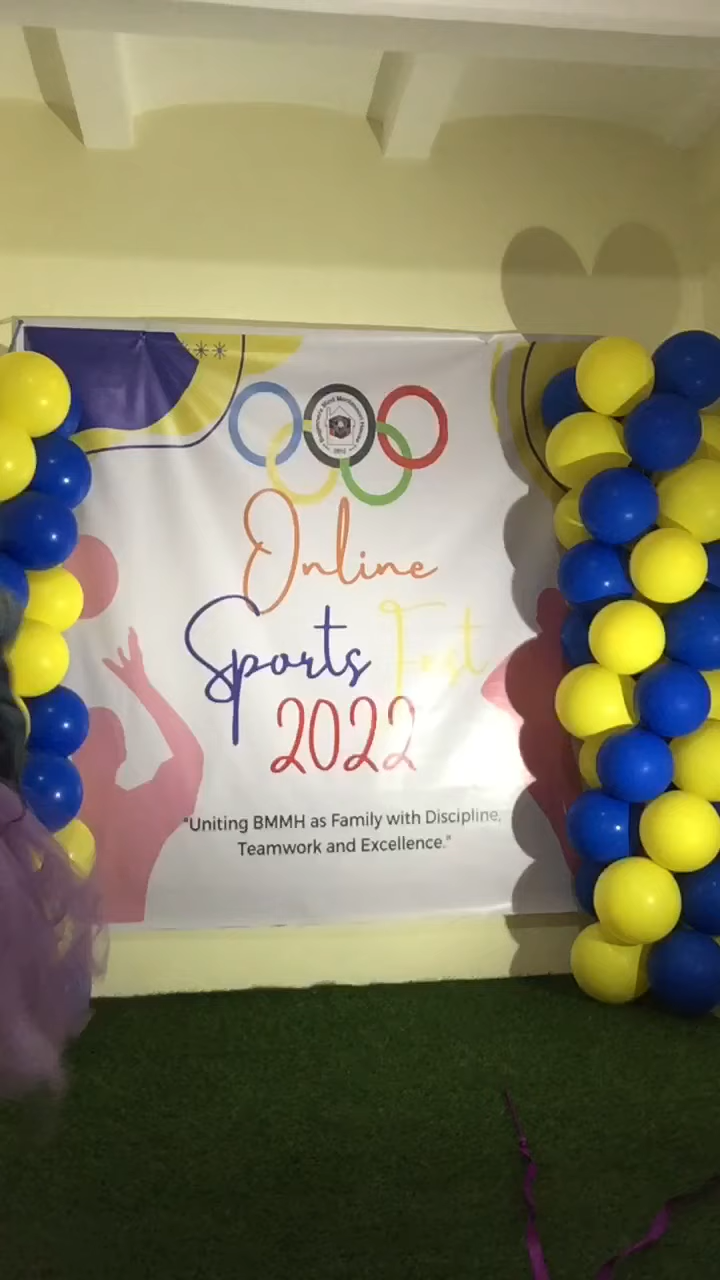 Online
Sports Fest
2022
"Uniting BMMH as Family with Discipline,
Teamwork and Excellence."